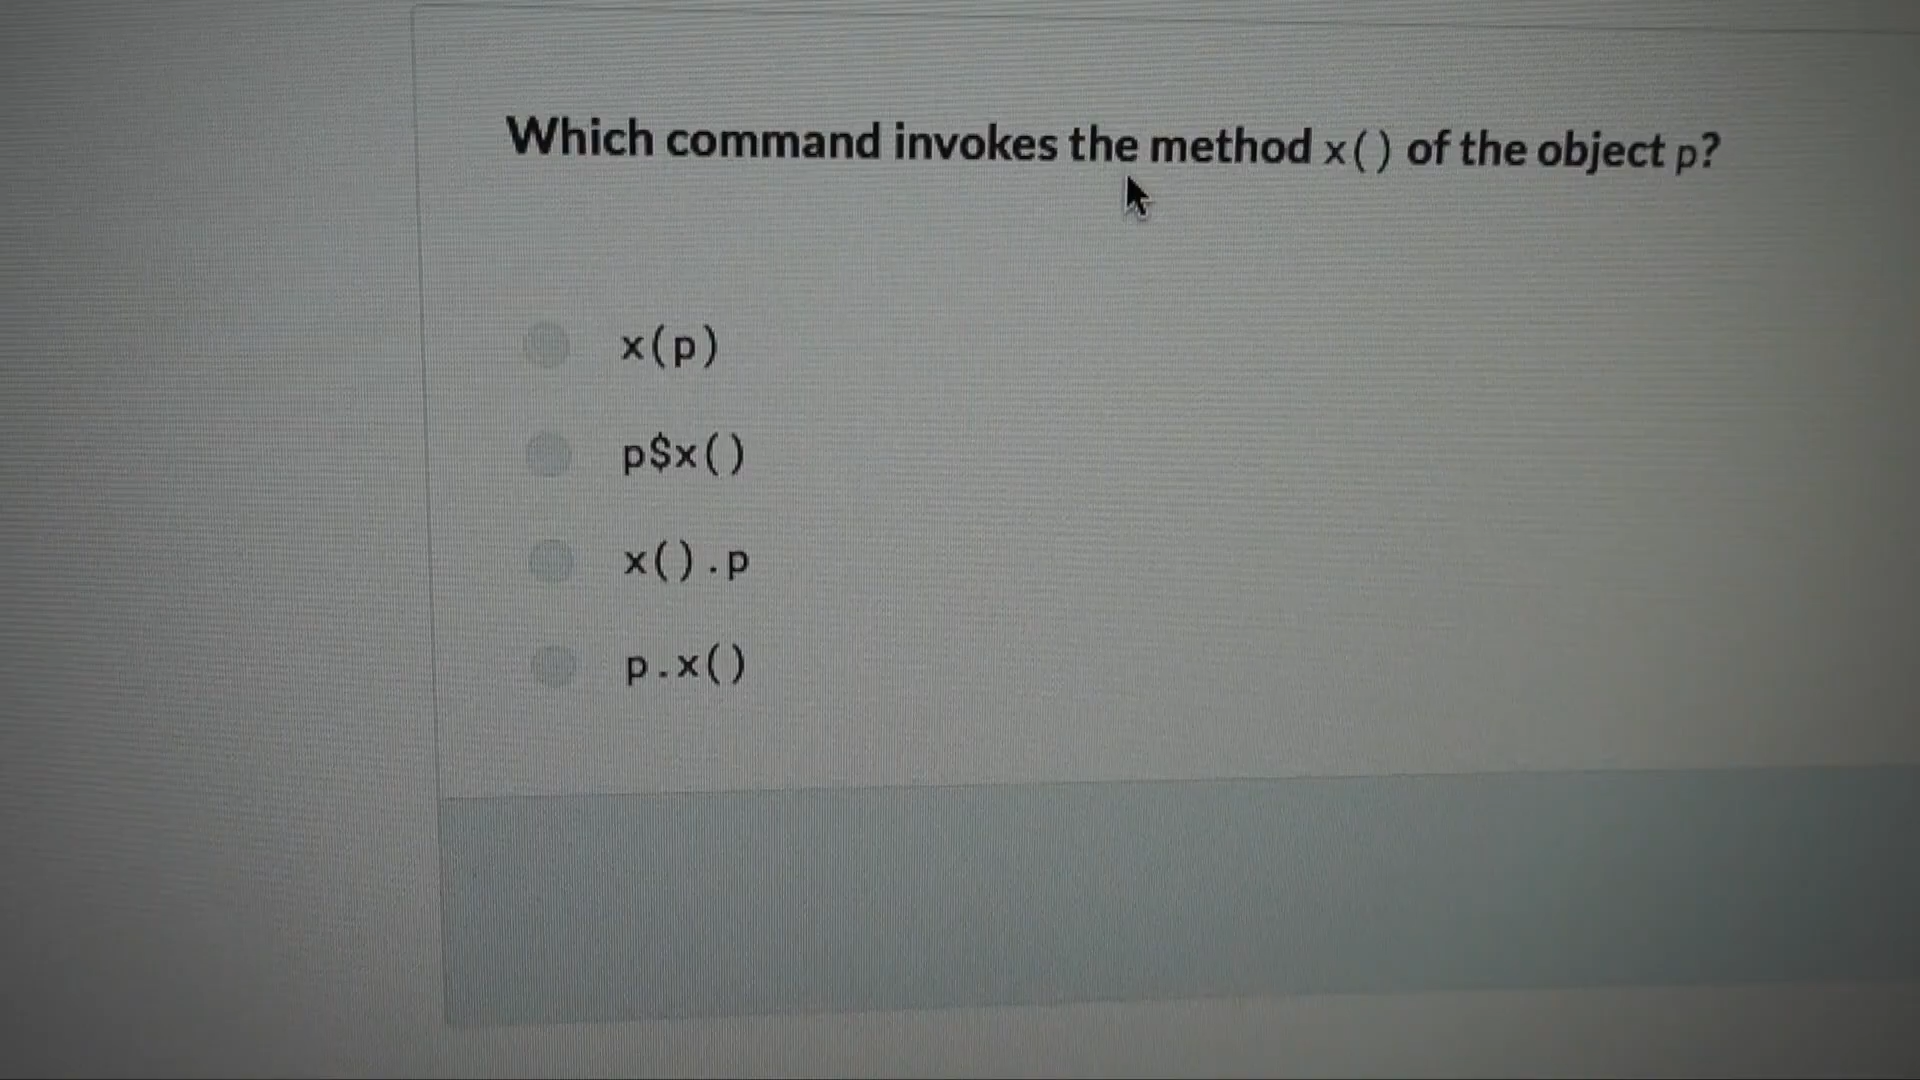 Which command invokes the method x() of the object p?
x(p)
p$x()
x().p
p.x()